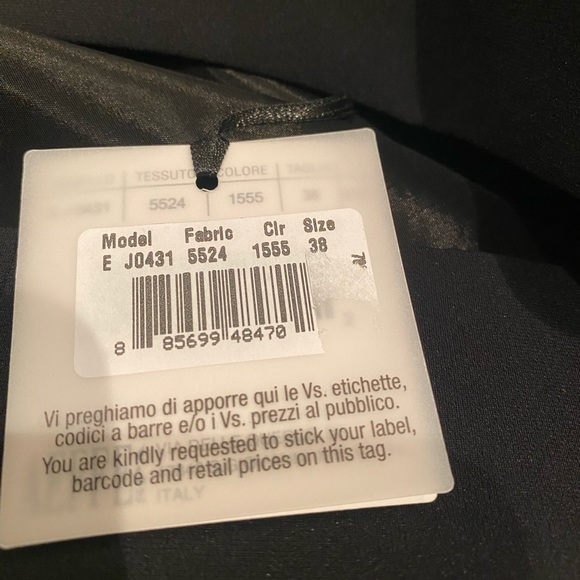 TESSUTO COLORE
5524 1555 38
Model Fabric Clr Size
E J0431 5524 1555 38
8 85699 48470
Vi preghiamo di apporre qui le Vs. etichette,
codici a barre e/o i Vs. prezzi al pubblico.
You are kindly requested to stick your label,
barcode and retail prices on this tag.
ITALY